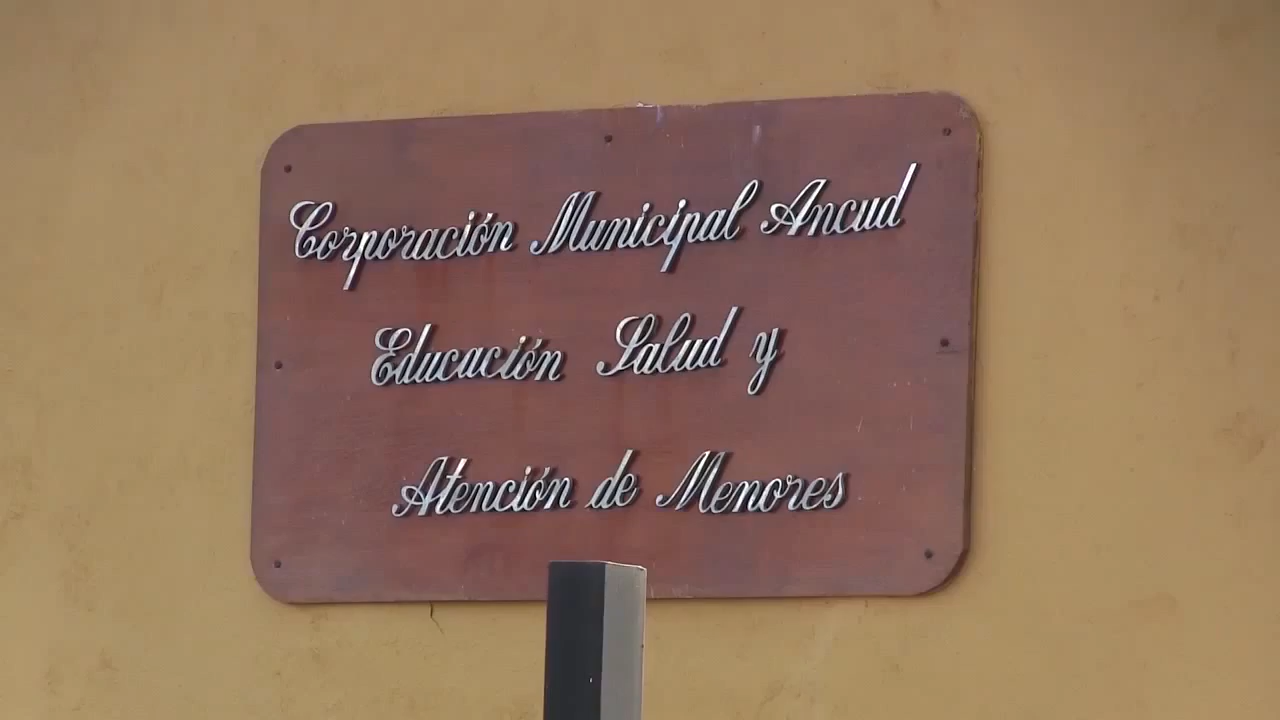 Corporación Municipal Ancud
Educación Salud y
Atención de Menores